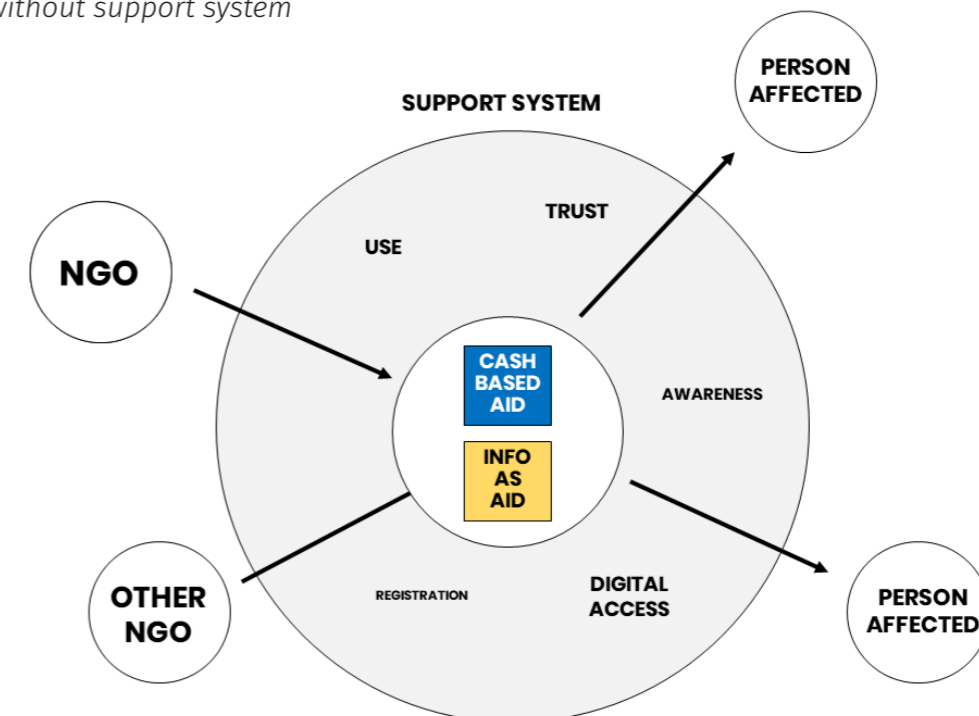 without support system
PERSON
AFFECTED
SUPPORT SYSTEM
TRUST
USE
NGO
CASH
BASED
AID
AWARENESS
INFO
AS
AID
DIGITAL
ACCESS
REGISTRATION
OTHER
NGO
PERSON
AFFECTED